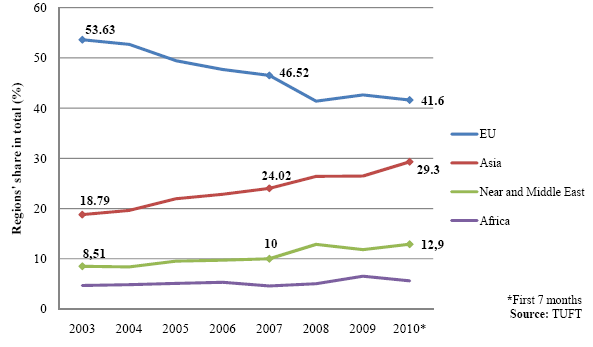 Regions' share in total (%)
60
50
40
30
20
10
0
53.63
46.52
41.6
18.79
24.02
29.3
8,51
10
12,9
2003 2004 2005 2006 2007 2008 2009 2010*
EU
Asia
Near and Middle East
Africa
*First 7 months
Source: TUFT